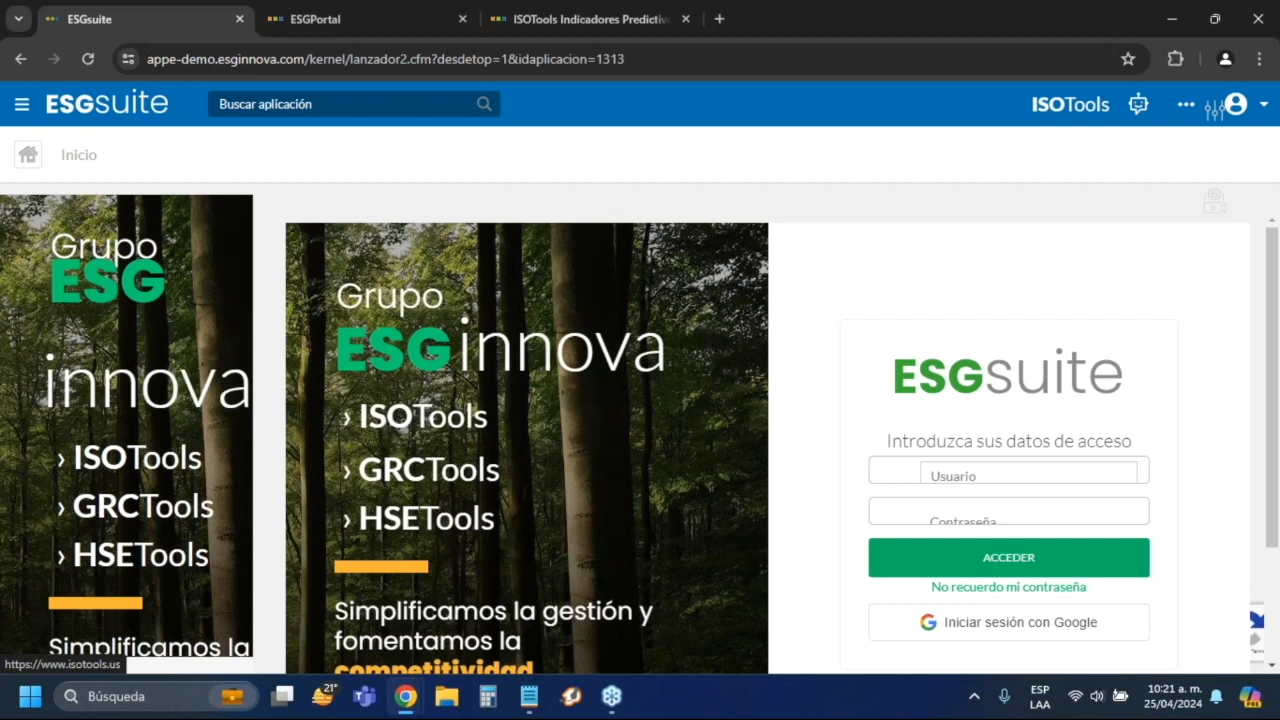 ESGsuite
ESGPortal
ISOTools Indicadores Predictiv
appe-demo.esginnova.com/kernel/lanzador2.cfm?desdetop=1&idaplicacion=1313
ESGsuite
Buscar aplicación
ISOTools
Inicio
Grupo
ESG
innova
› ISOTools
› GRCTools
› HSETools
Simplificamos la
Grupo
ESGinnova
› ISOTools
› GRCTools
› HSETools
Simplificamos la gestión y
fomentamos la
competitividad
ESGsuite
Introduzca sus datos de acceso
Usuario
Contraseña
ACCEDER
No recuerdo mi contraseña
Iniciar sesión con Google
https://www.isotools.us
Búsqueda
21°
ESP
LAA
10:21 a. m.
25/04/2024
PRE